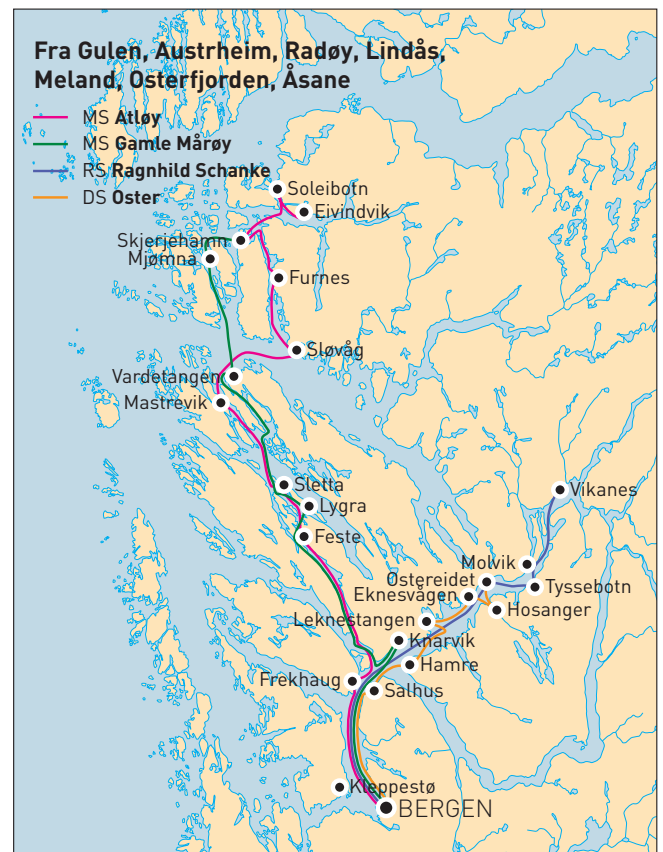 Fra Gulen, Austrheim, Radøy, Lindås,
Meland, Osterfjorden, Åsane
MS Atløy
MS Gamle Mårøy
RS Ragnhild Schanke
DS Oster
Soleibotn
Eivindvik
Skjerjehamn
Mjømna
Furnes
Sløvåg
Vardetangen
Mastrevik
Sletta
Vikanes
Lygra
Feste
Molvik
Ostereidet
Tyssebotn
Eknesvågen
Hosanger
Leknestangen
Knarvik
Hamre
Frekhaug
Salhus
Kleppestø
BERGEN